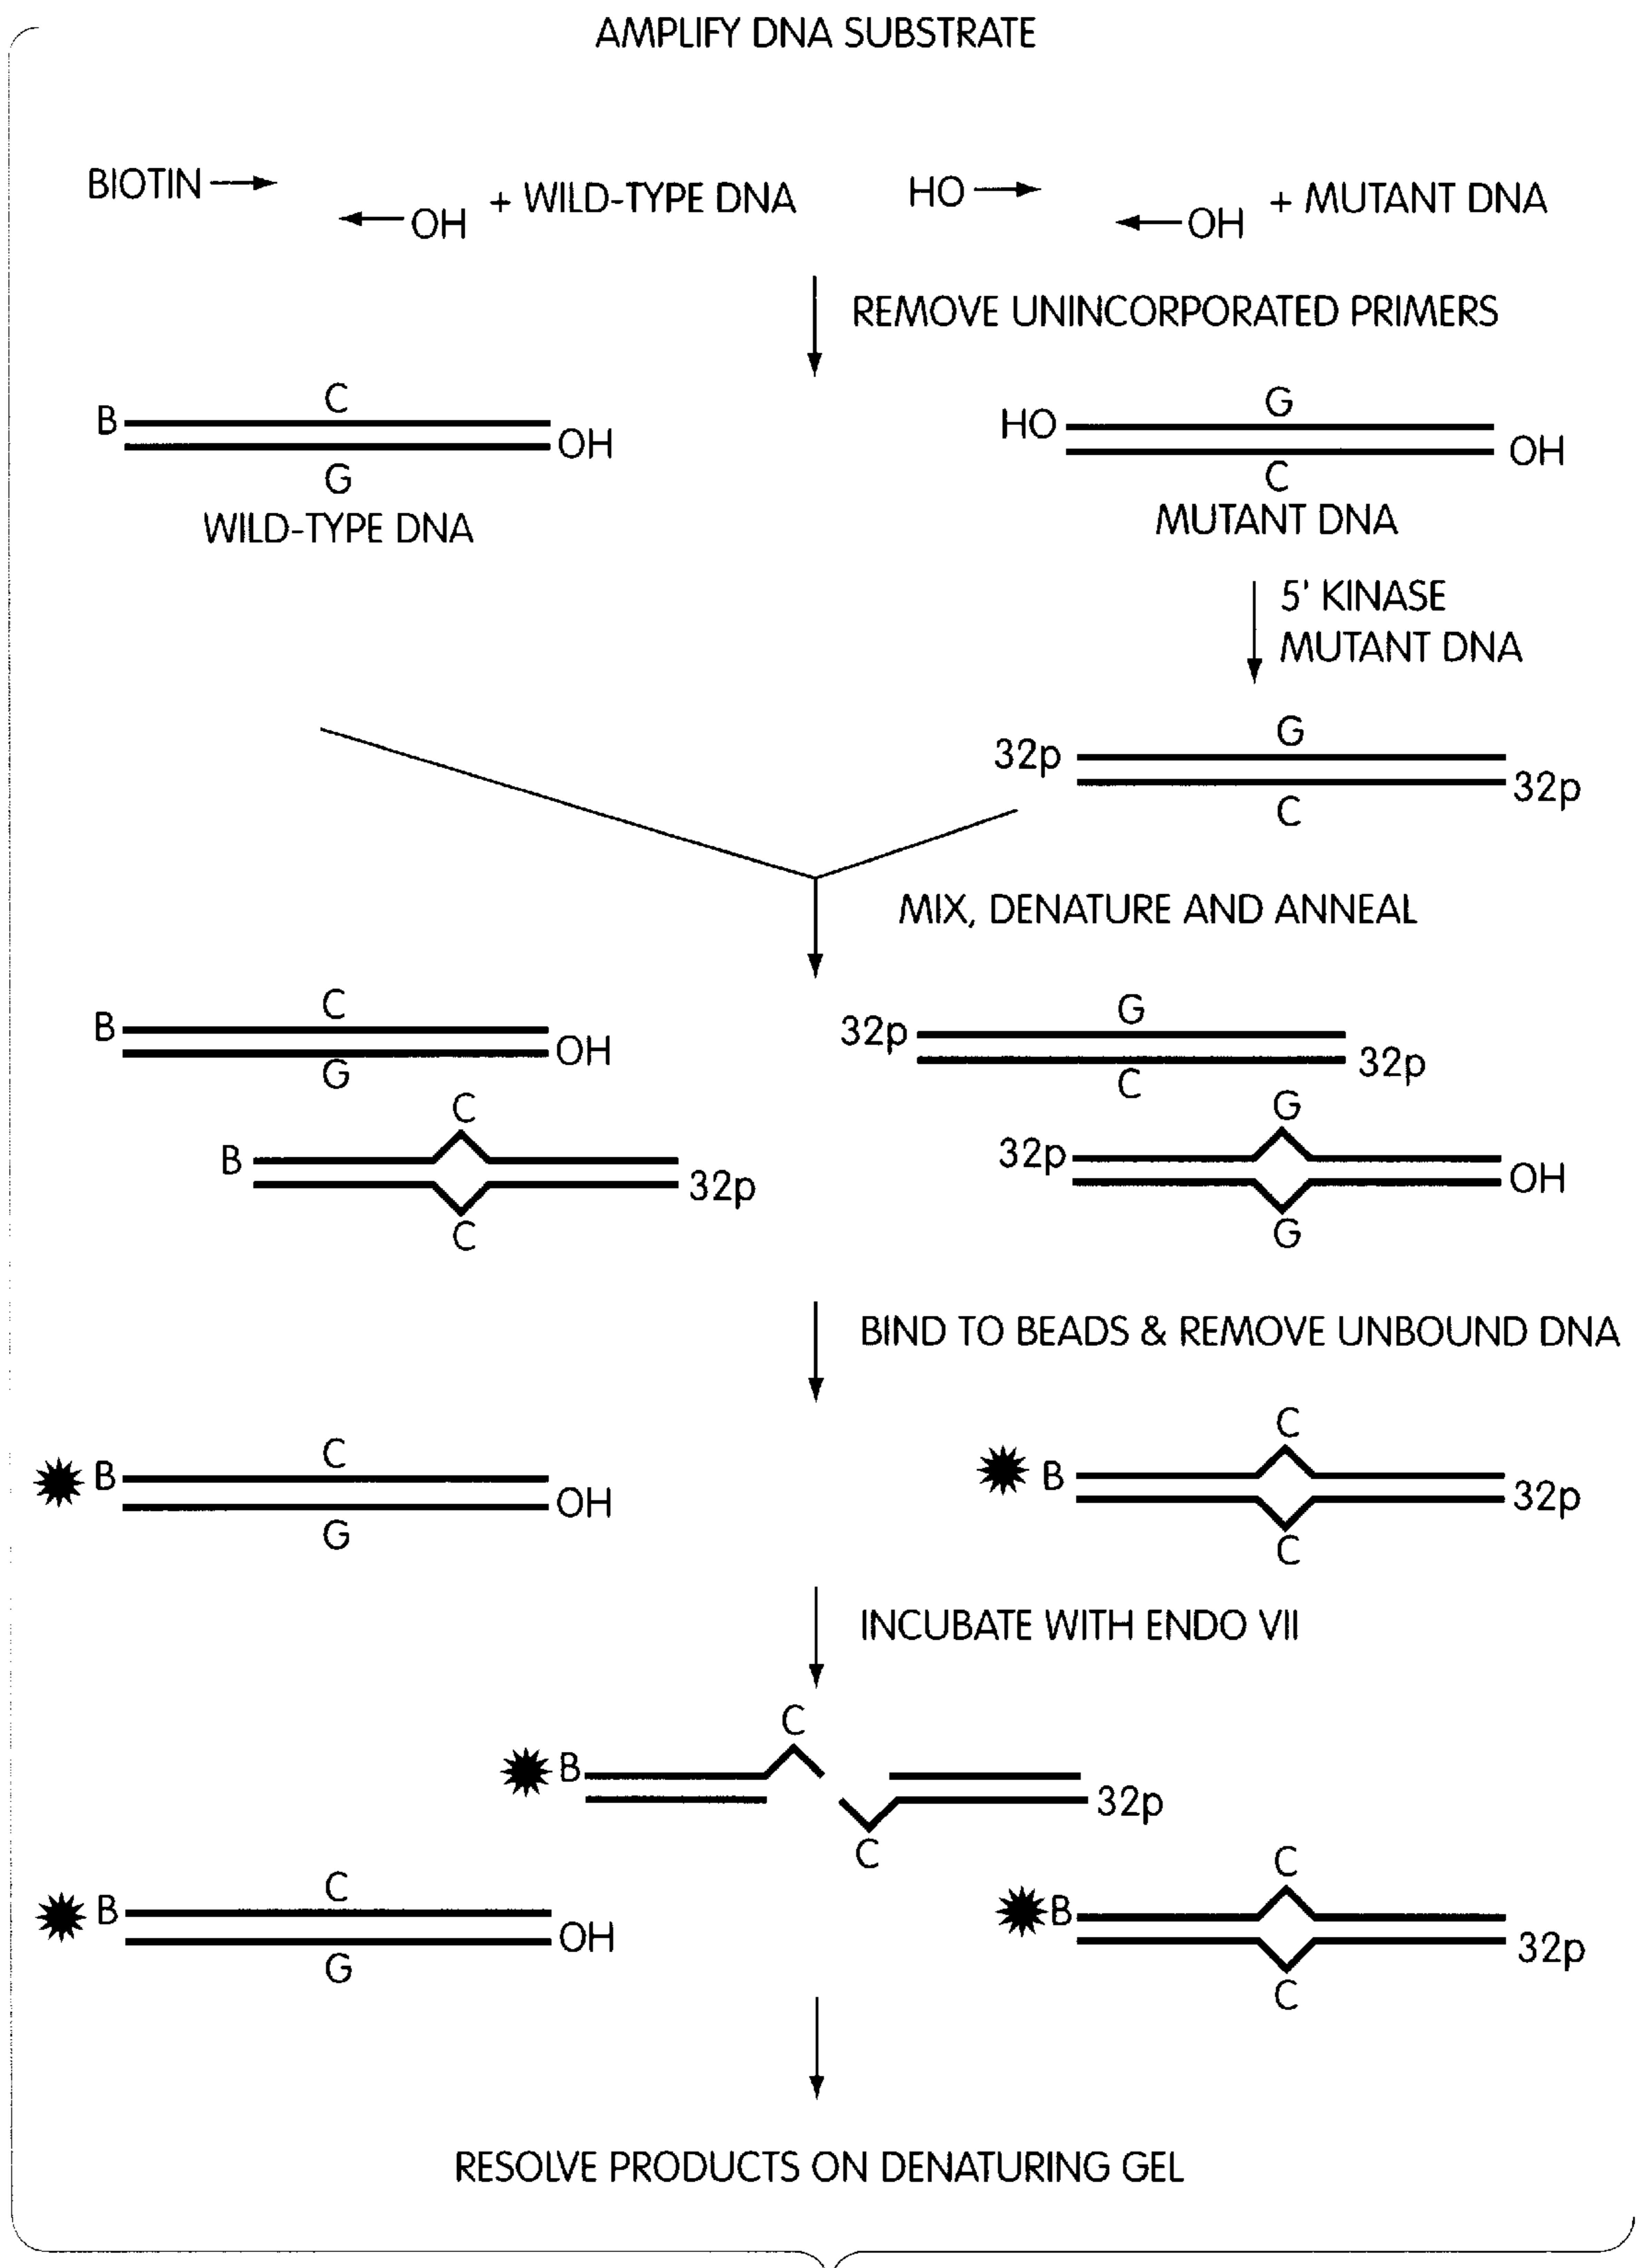 AMPLIFY DNA SUBSTRATE
BIOTIN
OH
+ WILD-TYPE DNA
HO
OH
+ MUTANT DNA
REMOVE UNINCORPORATED PRIMERS
C
B
OH
G
WILD-TYPE DNA
G
HO
OH
C
MUTANT DNA
5' KINASE
MUTANT DNA
G
32p
32p
C
MIX, DENATURE AND ANNEAL
C
B
OH
G
G
32p
32p
C
C
B
32p
C
G
32p
OH
G
BIND TO BEADS & REMOVE UNBOUND DNA
C
B
OH
G
C
B
32p
C
INCUBATE WITH ENDO VII
C
B
32p
C
C
B
OH
G
C
B
32p
C
RESOLVE PRODUCTS ON DENATURING GEL